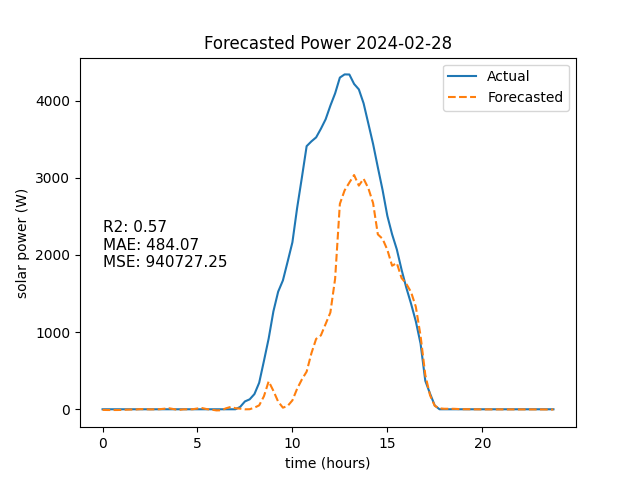 Forecasted Power 2024-02-28
Actual
Forecasted
4000
3000
2000
1000
0
solar power (W)
R2: 0.57
MAE: 484.07
MSE: 940727.25
0 5 10 15 20
time (hours)